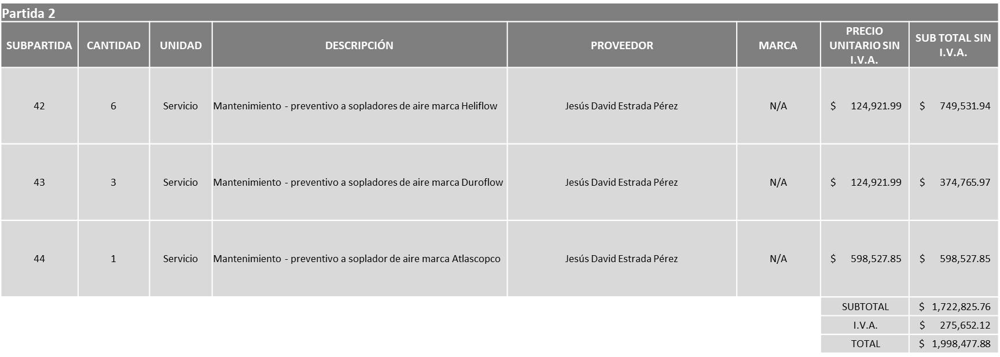 Partida 2
SUBPARTIDA CANTIDAD UNIDAD DESCRIPCIÓN PROVEEDOR MARCA PRECIO UNITARIO SIN I.V.A. SUB TOTAL SIN I.V.A.
42 6 Servicio Mantenimiento - preventivo a sopladores de aire marca Heliflow Jesús David Estrada Pérez N/A $ 124,921.99 $ 749,531.94
43 3 Servicio Mantenimiento - preventivo a sopladores de aire marca Duroflow Jesús David Estrada Pérez N/A $ 124,921.99 $ 374,765.97
44 1 Servicio Mantenimiento - preventivo a soplador de aire marca Atlascopco Jesús David Estrada Pérez N/A $ 598,527.85 $ 598,527.85
SUBTOTAL $ 1,722,825.76
I.V.A. $ 275,652.12
TOTAL $ 1,998,477.88